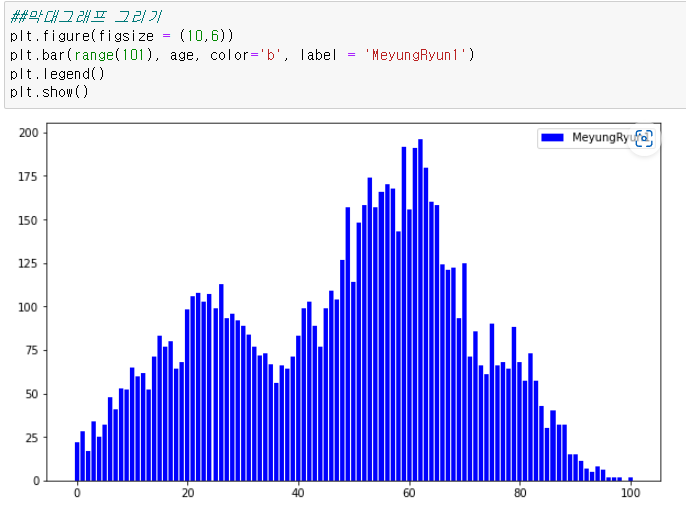 ##막대그래프 그리기
plt.figure(figsize = (10,6))
plt.bar(range(101), age, color='b', label = 'MeyungRyun1')
plt.legend()
plt.show()
200
175
150
125
100
75
50
25
0
0 20 40 60 80 100